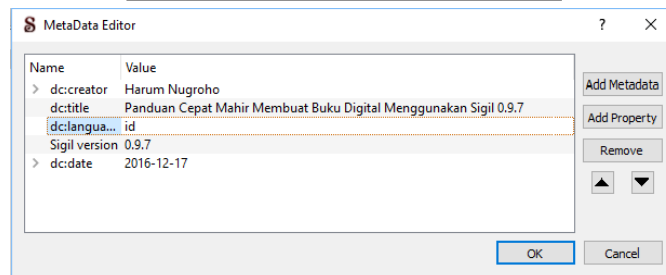 MetaData Editor
Name Value
dc:creator Harum Nugroho
dc:title Panduan Cepat Mahir Membuat Buku Digital Menggunakan Sigil 0.9.7
dc:langua... id
Sigil version 0.9.7
dc:date 2016-12-17
Add Metadata
Add Property
Remove
OK Cancel